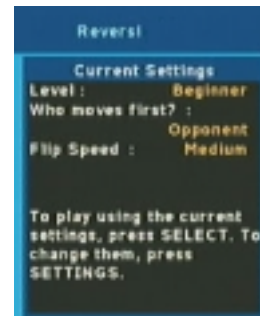 Reversi
Current Settings
Level : Beginner
Who moves first? :
Opponent
Flip Speed : Medium
To play using the current
settings, press SELECT. To
change them, press
SETTINGS.